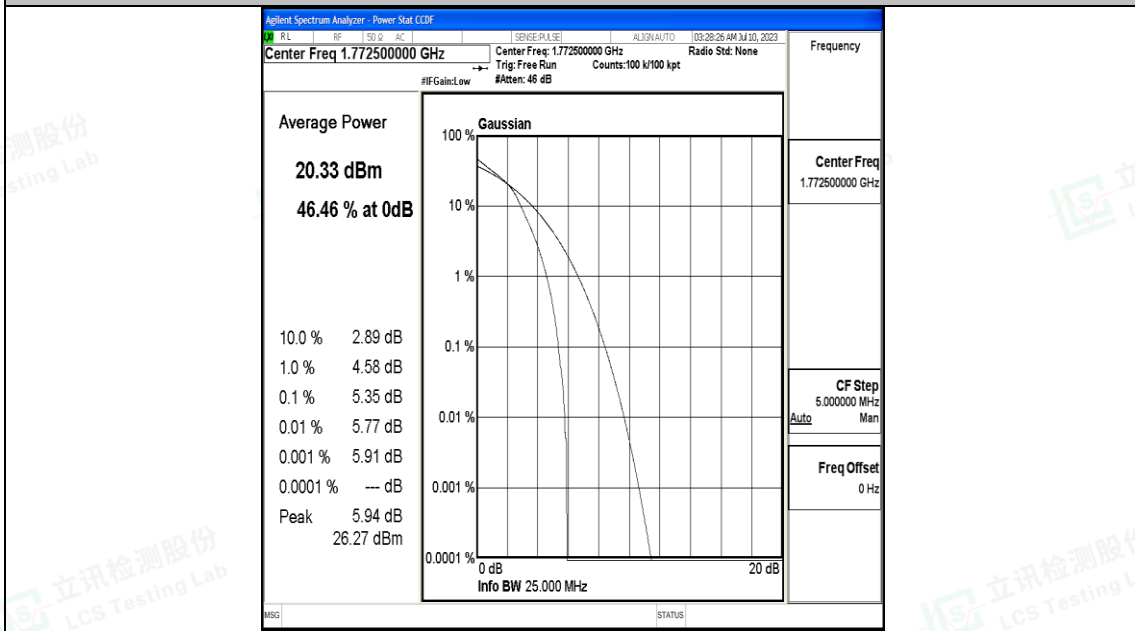 Agilent Spectrum Analyzer - Power Stat CCDF
RL RF 50 Ω AC SENSE:PULSE ALIGN AUTO 03:28:26 AM Jul 10, 2023
Center Freq 1.772500000 GHz
Center Freq: 1.772500000 GHz Radio Std: None
Trig: Free Run Counts:100 k/100 kpt
#IFGain:Low #Atten: 46 dB
Frequency
Average Power
20.33 dBm
46.46 % at 0dB
10.0 % 2.89 dB
1.0 % 4.58 dB
0.1 % 5.35 dB
0.01 % 5.77 dB
0.001 % 5.91 dB
0.0001 % --- dB
Peak 5.94 dB
26.27 dBm
Gaussian
100 %
10 %
1 %
0.1 %
0.01 %
0.001 %
0.0001 %
0 dB 20 dB
Info BW 25.000 MHz
Center Freq
1.772500000 GHz
CF Step
5.000000 MHz
Auto Man
Freq Offset
0 Hz
MSG STATUS
测股份
sting Lab
立讯检测股份
LCS Testing Lab
立讯检测股份
LCS Testing L